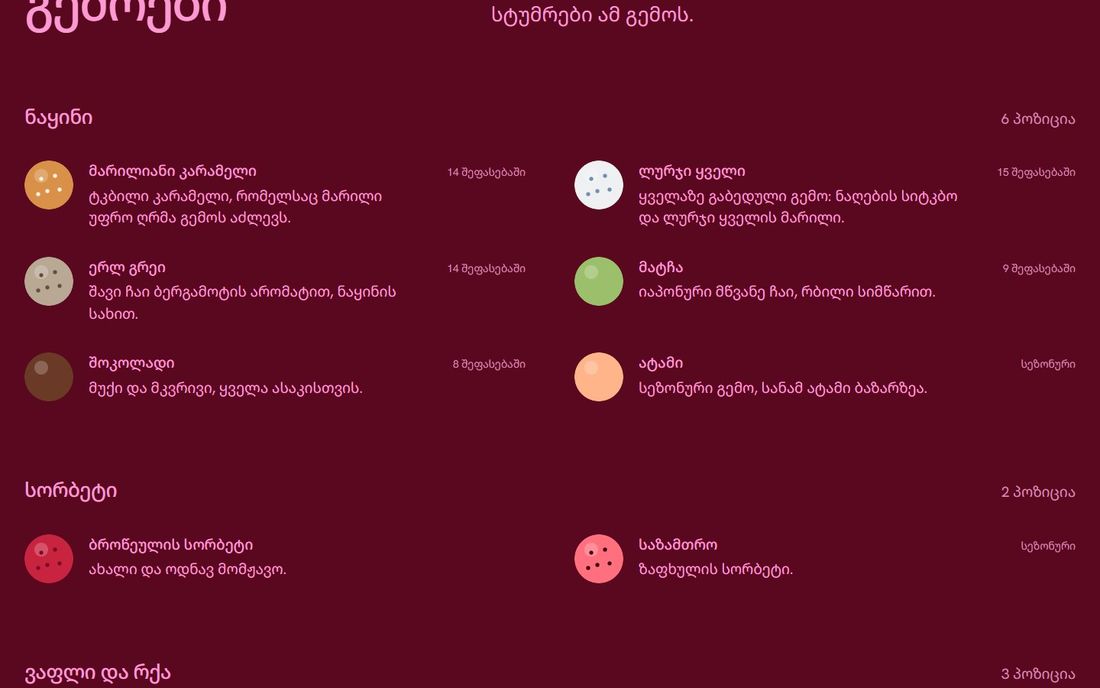 გემოები
სტუმრები ამ გემოს.
ნაყინი
6 პოზიცია
მარილიანი კარამელი
14 შეფასებაში
ტკბილი კარამელი, რომელსაც მარილი
უფრო ღრმა გემოს აძლევს.
ლურჯი ყველი
15 შეფასებაში
ყველაზე გაბედული გემო: ნაღების სიტკბო
და ლურჯი ყველის მარილი.
ერლ გრეი
14 შეფასებაში
შავი ჩაი ბერგამოტის არომატით, ნაყინის
სახით.
მატჩა
9 შეფასებაში
იაპონური მწვანე ჩაი, რბილი სიმწარით.
შოკოლადი
8 შეფასებაში
მუქი და მკვრივი, ყველა ასაკისთვის.
ატამი
სეზონური
სეზონური გემო, სანამ ატამი ბაზარზეა.
სორბეტი
2 პოზიცია
ბროწეულის სორბეტი
ახალი და ოდნავ მომჟავო.
საზამთრო
სეზონური
ზაფხულის სორბეტი.
ვაფლი და რქა
3 პოზიცია